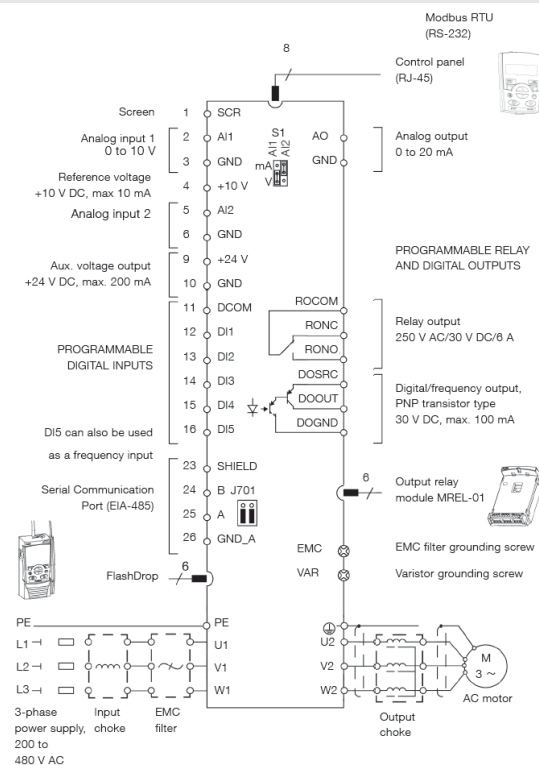 Modbus RTU
(RS-232)
8
Control panel
(RJ-45)
Screen 1 SCR
Analog input 1
0 to 10 V
2 AI1
3 GND
S1
AI1
AI2
mA
V
AO
GND
Analog output
0 to 20 mA
Reference voltage
+10 V DC, max 10 mA
4 +10 V
Analog input 2
5 AI2
6 GND
Aux. voltage output
+24 V DC, max. 200 mA
9 +24 V
10 GND
PROGRAMMABLE RELAY
AND DIGITAL OUTPUTS
PROGRAMMABLE
DIGITAL INPUTS
11 DCOM
12 DI1
13 DI2
14 DI3
15 DI4
16 DI5
DI5 can also be used
as a frequency input
ROCOM
RONC
RONO
Relay output
250 V AC/30 V DC/6 A
DOSRC
DOOUT
DOGND
Digital/frequency output,
PNP transistor type
30 V DC, max. 100 mA
Serial Communication
Port (EIA-485)
23 SHIELD
24 B J701
25 A
26 GND_A
6
Output relay
module MREL-01
EMC
EMC filter grounding screw
VAR
Varistor grounding screw
FlashDrop
6
PE PE
L1 U1
L2 V1
L3 W1
U2
V2
W2
M
3 ~
AC motor
3-phase
power supply,
200 to
480 V AC
Input
choke
EMC
filter
Output
choke